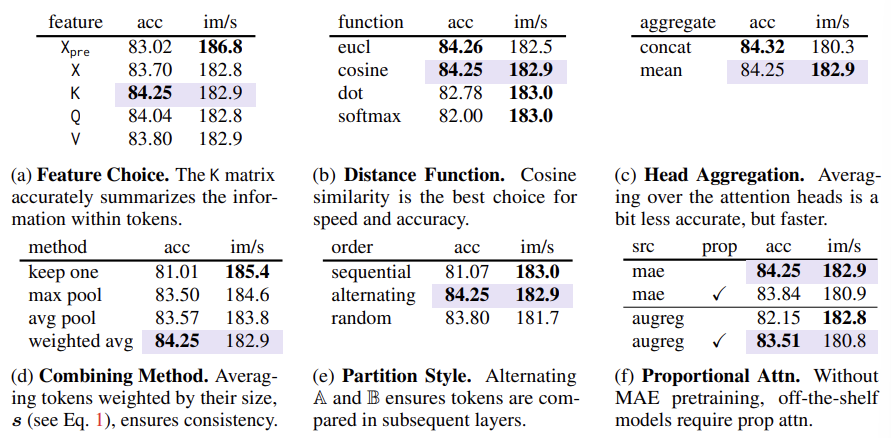 feature acc im/s
X_pre 83.02 186.8
X 83.70 182.8
K 84.25 182.9
Q 84.04 182.8
V 83.80 182.9
(a) Feature Choice. The K matrix
accurately summarizes the infor-
mation within tokens.
function acc im/s
eucl 84.26 182.5
cosine 84.25 182.9
dot 82.78 183.0
softmax 82.00 183.0
(b) Distance Function. Cosine
similarity is the best choice for
speed and accuracy.
aggregate acc im/s
concat 84.32 180.3
mean 84.25 182.9
(c) Head Aggregation. Averag-
ing over the attention heads is a
bit less accurate, but faster.
method acc im/s
keep one 81.01 185.4
max pool 83.50 184.6
avg pool 83.57 183.8
weighted avg 84.25 182.9
(d) Combining Method. Averag-
ing tokens weighted by their size,
s (see Eq. 1), ensures consistency.
order acc im/s
sequential 81.07 183.0
alternating 84.25 182.9
random 83.80 181.7
(e) Partition Style. Alternating
𝔸 and 𝔹 ensures tokens are com-
pared in subsequent layers.
src prop acc im/s
mae 84.25 182.9
mae ✓ 83.84 180.9
augreg 82.15 182.8
augreg ✓ 83.51 180.8
(f) Proportional Attn. Without
MAE pretraining, off-the-shelf
models require prop attn.